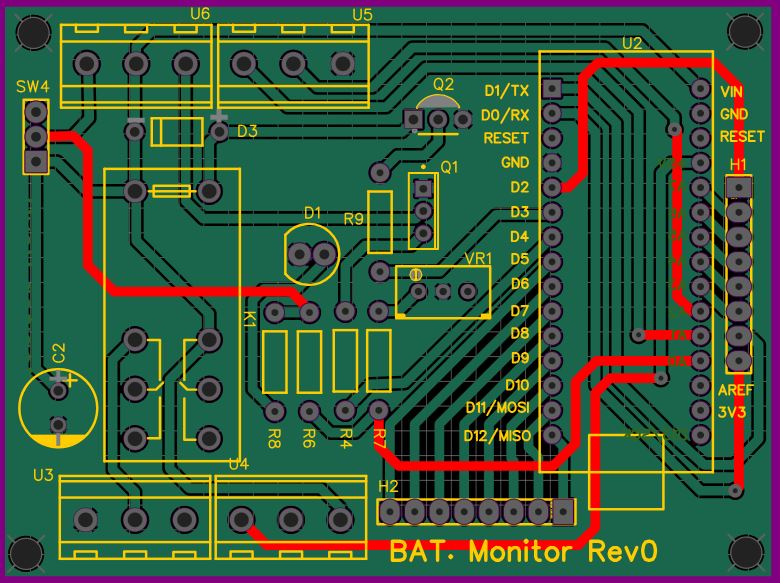 U6
U5
U2
SW4
Q2
D1/TX
VIN
D0/RX
GND
D3
RESET
RESET
H1
GND
Q1
D2
D1
R9
D3
D4
VR1
D5
D6
K1
D7
D8
C2
D9
D10
AREF
D11/MOSI
3V3
R8
R6
R4
R7
D12/MISO
U3
U4
H2
BAT. Monitor Rev0